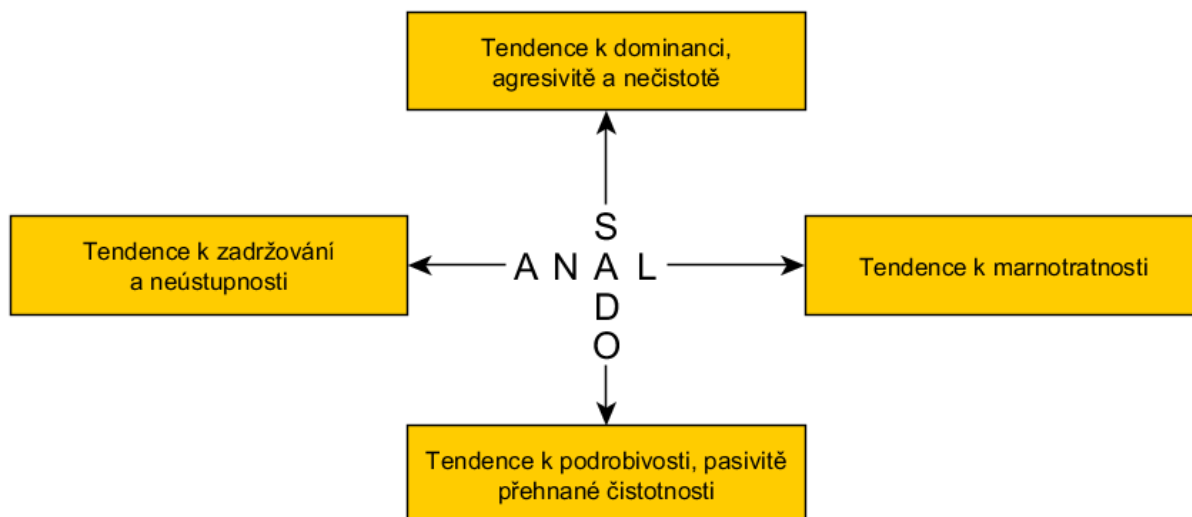 Tendence k dominanci,
agresivitě a nečistotě
Tendence k zadržování
a neústupnosti
S
A N A L
D
O
Tendence k marnotratnosti
Tendence k podrobivosti, pasivitě
přehnané čistotnosti